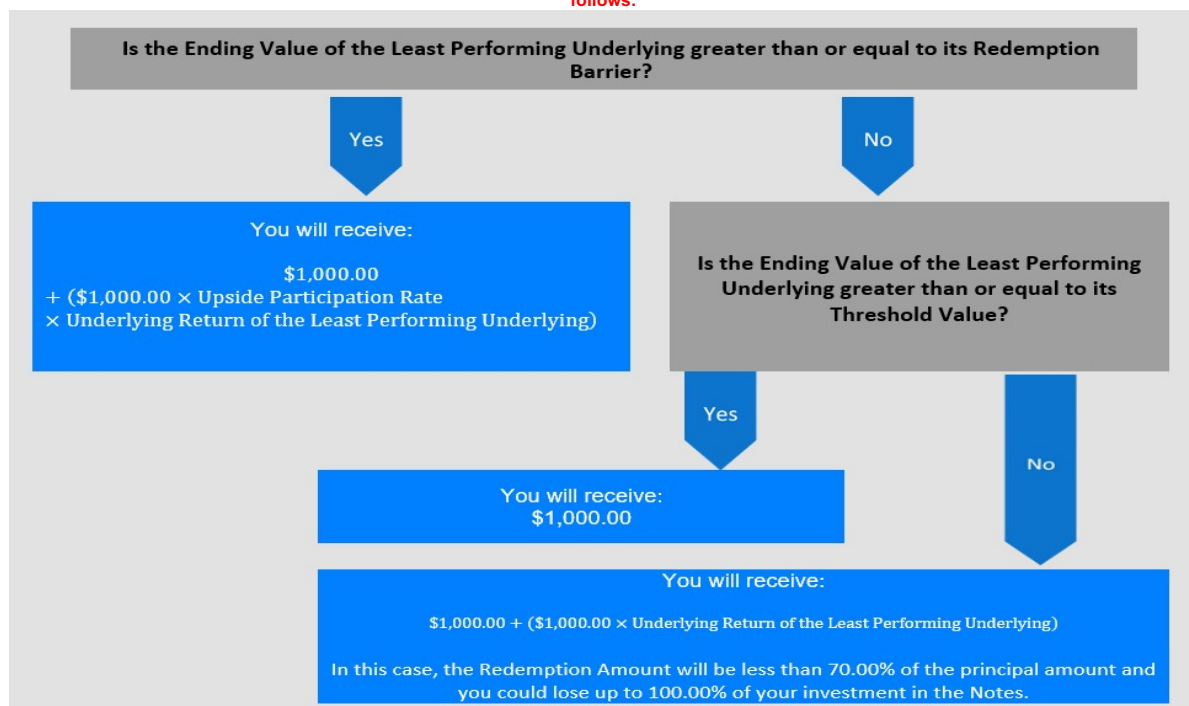 follows:
Is the Ending Value of the Least Performing Underlying greater than or equal to its Redemption
Barrier?
Yes
No
You will receive:
$1,000.00
+ ($1,000.00 × Upside Participation Rate
× Underlying Return of the Least Performing Underlying)
Is the Ending Value of the Least Performing
Underlying greater than or equal to its
Threshold Value?
Yes
No
You will receive:
$1,000.00
You will receive:
$1,000.00 + ($1,000.00 × Underlying Return of the Least Performing Underlying)
In this case, the Redemption Amount will be less than 70.00% of the principal amount and
you could lose up to 100.00% of your investment in the Notes.